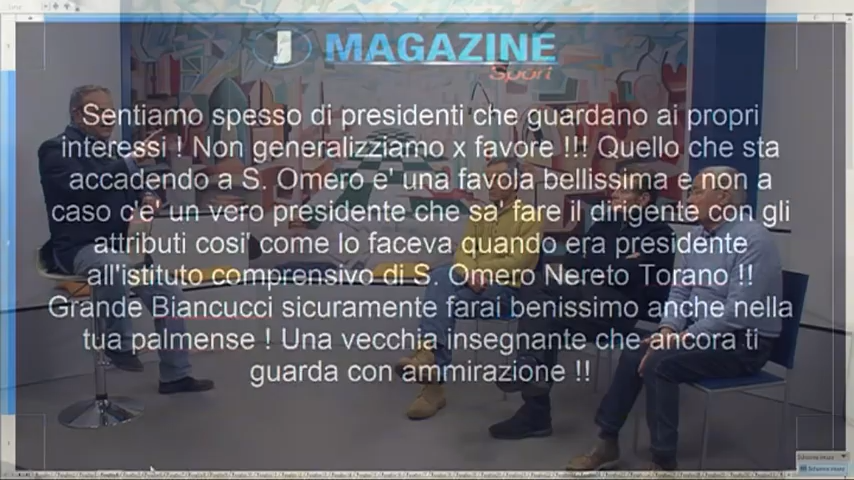 J MAGAZINE
Sport
Sentiamo spesso di presidenti che guardano ai propri
interessi ! Non generalizziamo x favore !!! Quello che sta
accadendo a S. Omero e' una favola bellissima e non a
caso c'e' un vero presidente che sa fare il dirigente con gli
attributi cosi' come lo faceva quando era presidente
all'istituto comprensivo di S. Omero Nereto Torano !!
Grande Biancucci sicuramente farai benissimo anche nella
tua palmense ! Una vecchia insegnante che ancora ti
guarda con ammirazione !!